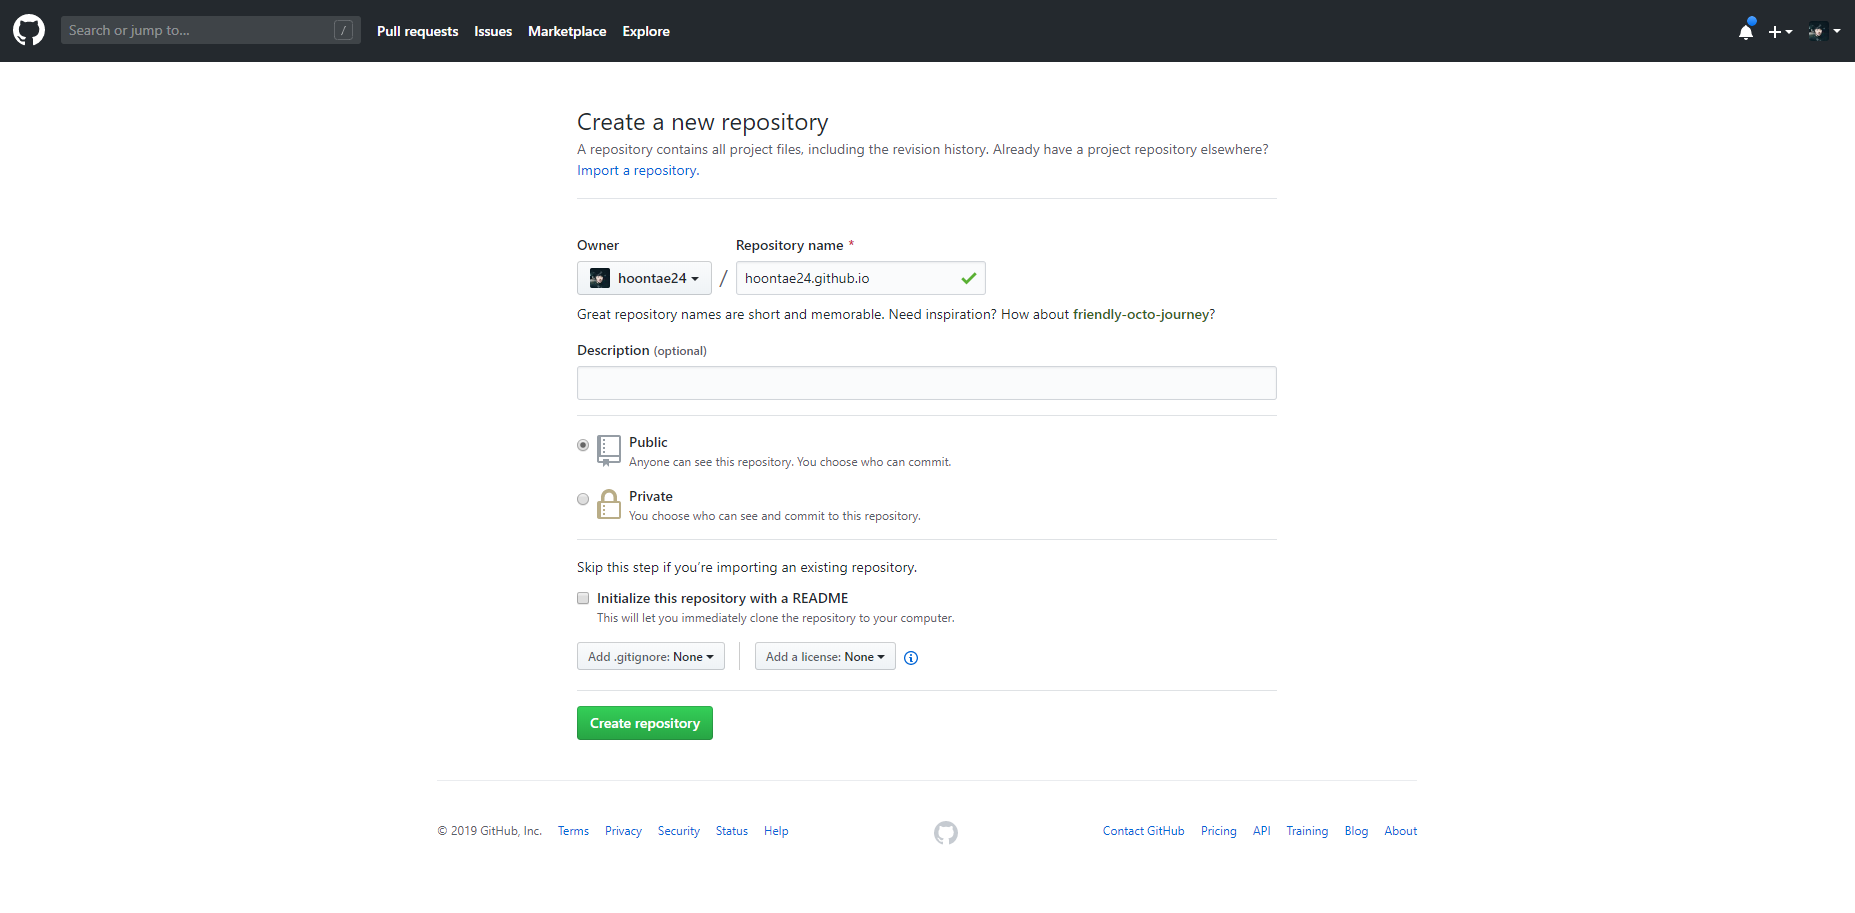 Search or jump to... /
Pull requests Issues Marketplace Explore
Create a new repository
A repository contains all project files, including the revision history. Already have a project repository elsewhere?
Import a repository.
Owner Repository name *
hoontae24 / hoontae24.github.io
Great repository names are short and memorable. Need inspiration? How about friendly-octo-journey?
Description (optional)
Public
Anyone can see this repository. You choose who can commit.
Private
You choose who can see and commit to this repository.
Skip this step if you’re importing an existing repository.
Initialize this repository with a README
This will let you immediately clone the repository to your computer.
Add .gitignore: None Add a license: None
Create repository
© 2019 GitHub, Inc. Terms Privacy Security Status Help Contact GitHub Pricing API Training Blog About